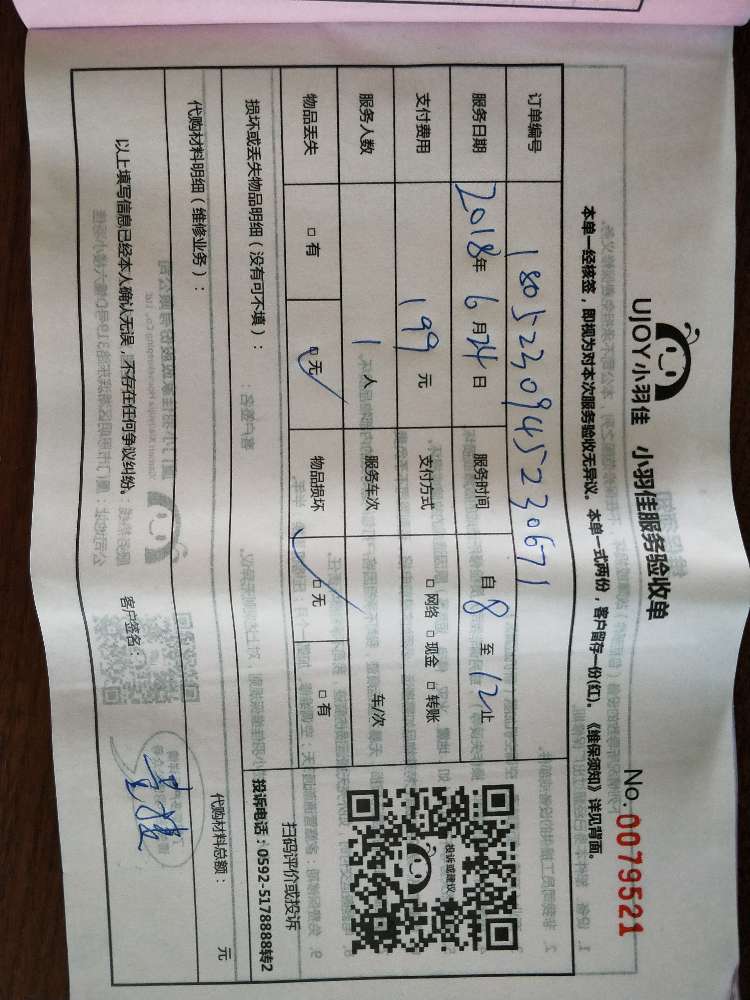 UJOY小羽佳 小羽佳服务验收单
No. 0079521
本单一经核签，即视为对本次服务验收无异议。本单一式两份，客户留存一份(红)。《维保须知》详见背面。
订单编号 180523094523067 1
服务日期 2018年 6月24日 服务时间 自 8 至 12 止
支付费用 199 元 支付方式 □网络 □现金 □转账
服务人数 1 人 服务车次 车/次
物品丢失 □有 □无 ✓ 物品损坏 ✓ □无 □有
损坏或丢失物品明细（没有可不填）：
投诉或建议
扫码评价或投诉
投诉电话：0592-5178888转2
代购材料明细（维修业务）： 代购材料总额： 元
以上填写信息已经本人确认无误，不存在任何争议纠纷。 客户签名：